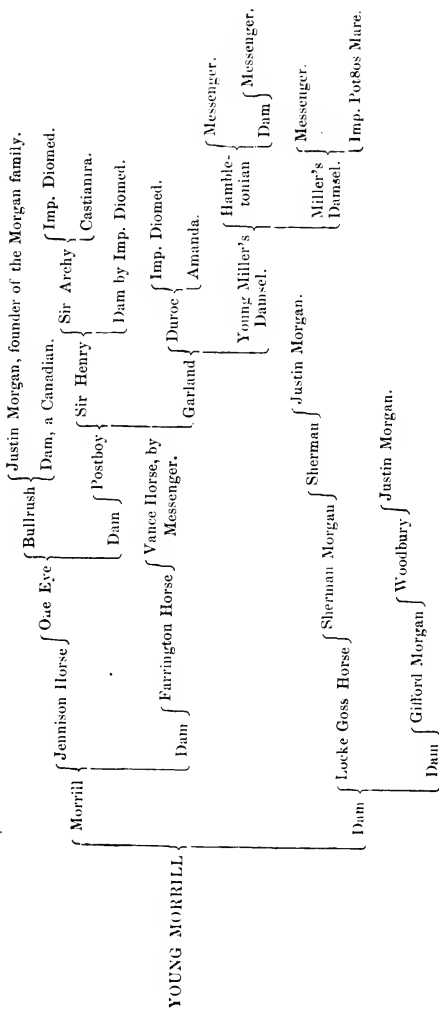 Justin Morgan, founder of the Morgan family.
Bullrush
Dam, a Canadian.
One Eye
Imp. Diomed.
Sir Archy
Castianra.
Sir Henry
Dam by Imp. Diomed.
Postboy
Dam
Jennison Horse
Imp. Diomed.
Duroc
Amanda.
Garland
Messenger.
Hamble-
tonian
Dam
Messenger.
Young Miller's
Damsel.
Messenger.
Miller's
Damsel.
Imp. Pot8os Mare.
Morrill
Vance Horse, by
Messenger.
Farrington Horse
Dam
YOUNG MORRILL
Justin Morgan.
Sherman
Sherman Morgan
Locke Goss Horse
Dam
Justin Morgan.
Woodbury
Gifford Morgan
Dam